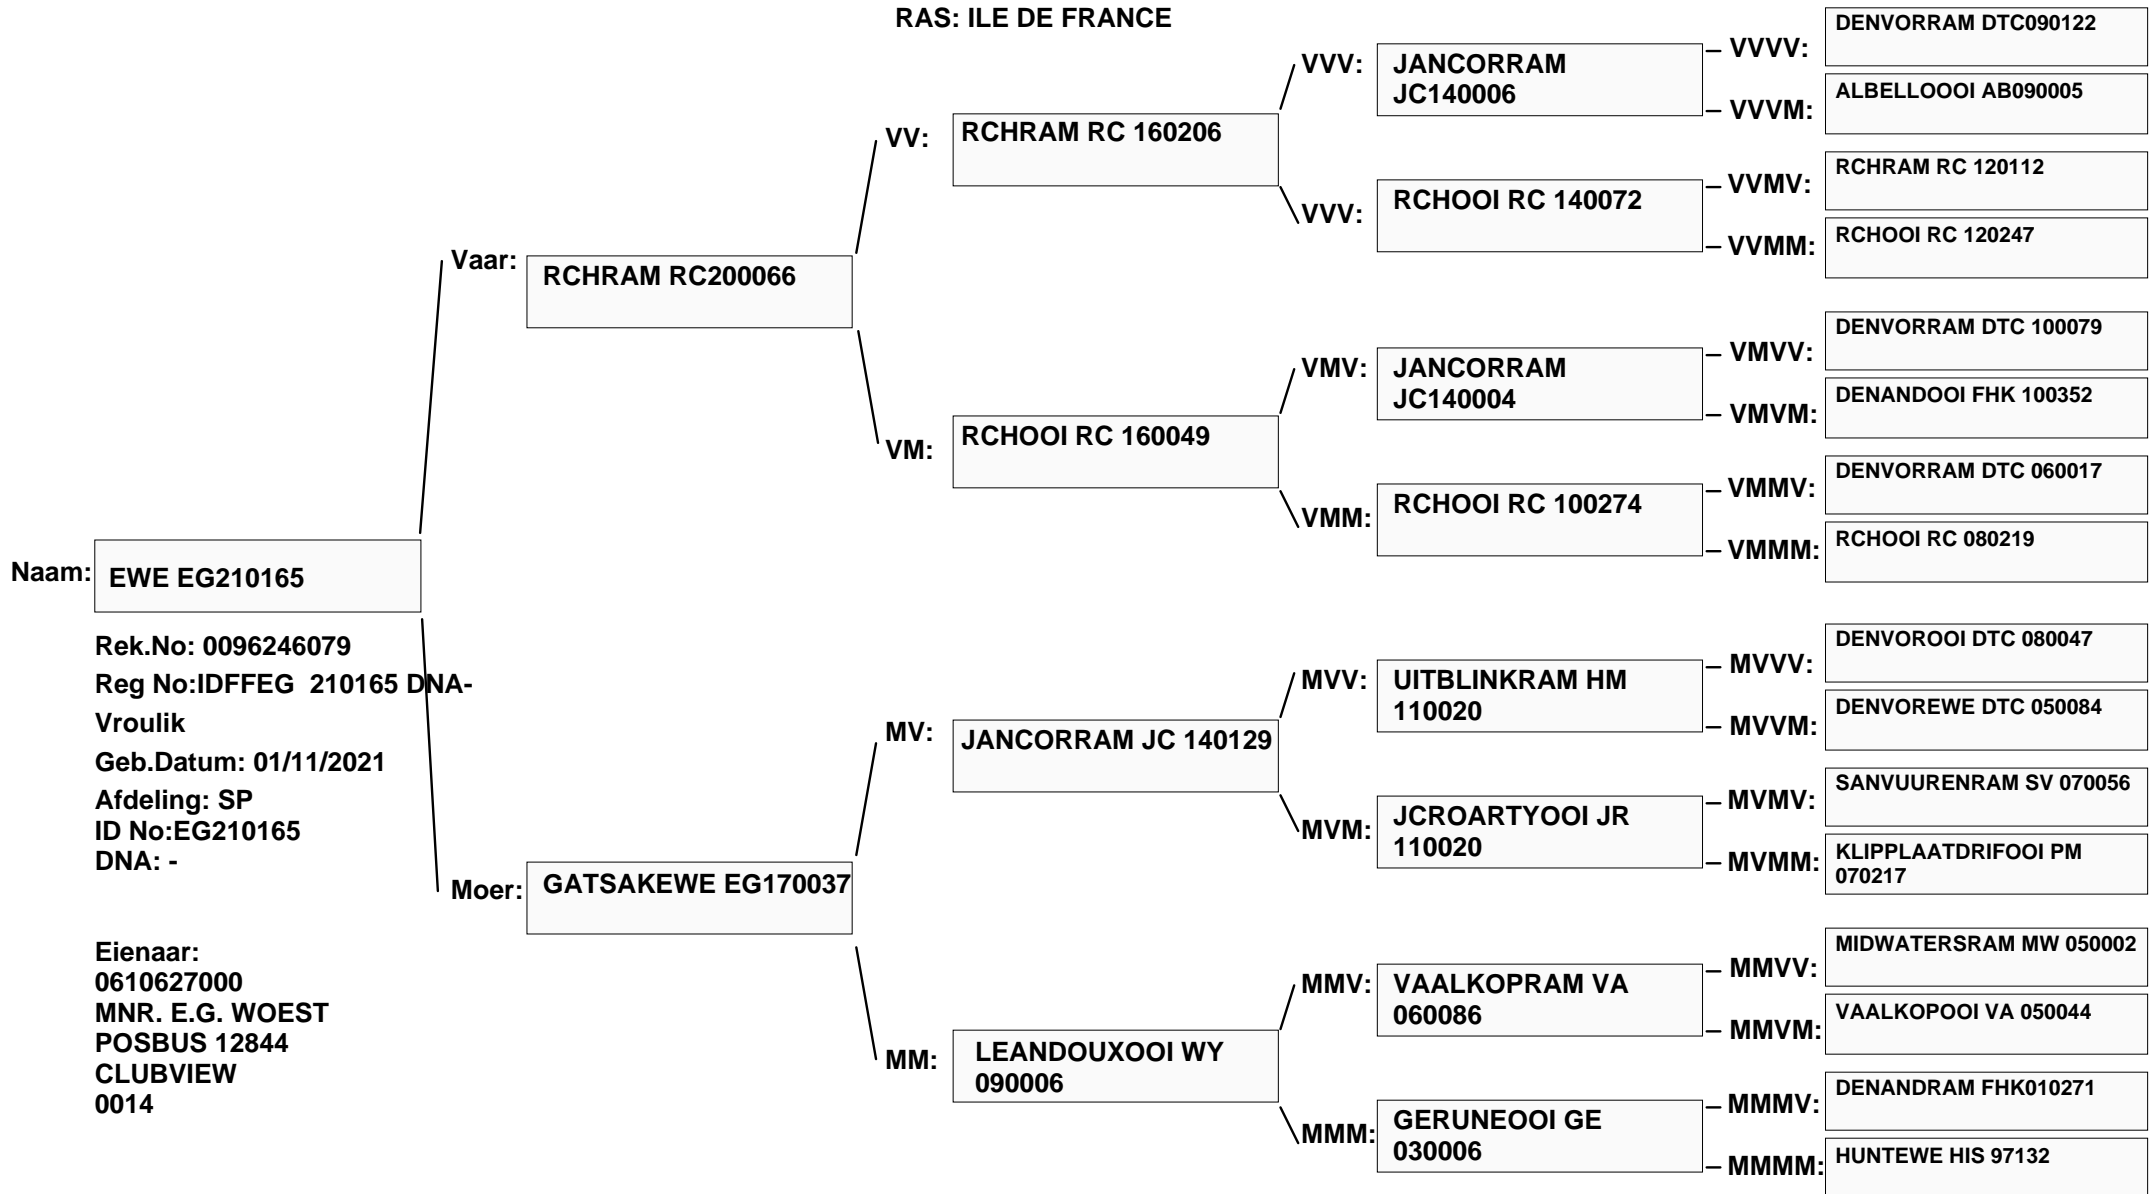 RAS: ILE DE FRANCE
Naam: EWE EG210165
Rek.No: 0096246079
Reg No:IDFFEG  210165 DNA-
Vroulik
Geb.Datum: 01/11/2021
Afdeling: SP
ID No:EG210165
DNA: -
Eienaar:
0610627000
MNR. E.G. WOEST
POSBUS 12844
CLUBVIEW
0014
Vaar: RCHRAM RC200066
Moer: GATSAKEWE EG170037
VV: RCHRAM RC 160206
VM: RCHOOI RC 160049
MV: JANCORRAM JC 140129
MM: LEANDOUXOOI WY
090006
VVV: JANCORRAM
JC140006
VVV: RCHOOI RC 140072
VMV: JANCORRAM
JC140004
VMM: RCHOOI RC 100274
MVV: UITBLINKRAM HM
110020
MVM: JCROARTYOOI JR
110020
MMV: VAALKOPRAM VA
060086
MMM: GERUNEOOI GE
030006
– VVVV: DENVORRAM DTC090122
– VVVM: ALBELLOOOI AB090005
– VVMV: RCHRAM RC 120112
– VVMM: RCHOOI RC 120247
– VMVV: DENVORRAM DTC 100079
– VMVM: DENANDOOI FHK 100352
– VMMV: DENVORRAM DTC 060017
– VMMM: RCHOOI RC 080219
– MVVV: DENVOROOI DTC 080047
– MVVM: DENVOREWE DTC 050084
– MVMV: SANVUURENRAM SV 070056
– MVMM: KLIPPLAATDRIFOOI PM
070217
– MMVV: MIDWATERSRAM MW 050002
– MMVM: VAALKOPOOI VA 050044
– MMMV: DENANDRAM FHK010271
– MMMM: HUNTEWE HIS 97132